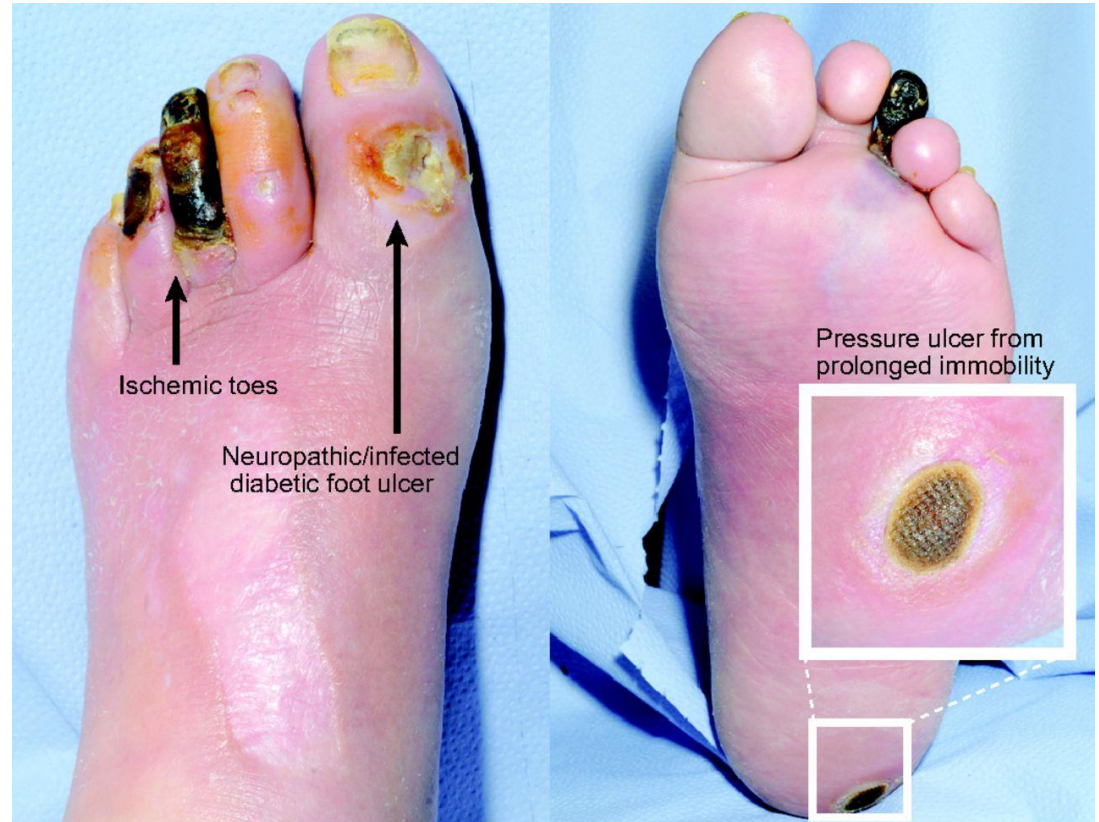 Ischemic toes
Neuropathic/infected
diabetic foot ulcer
Pressure ulcer from
prolonged immobility